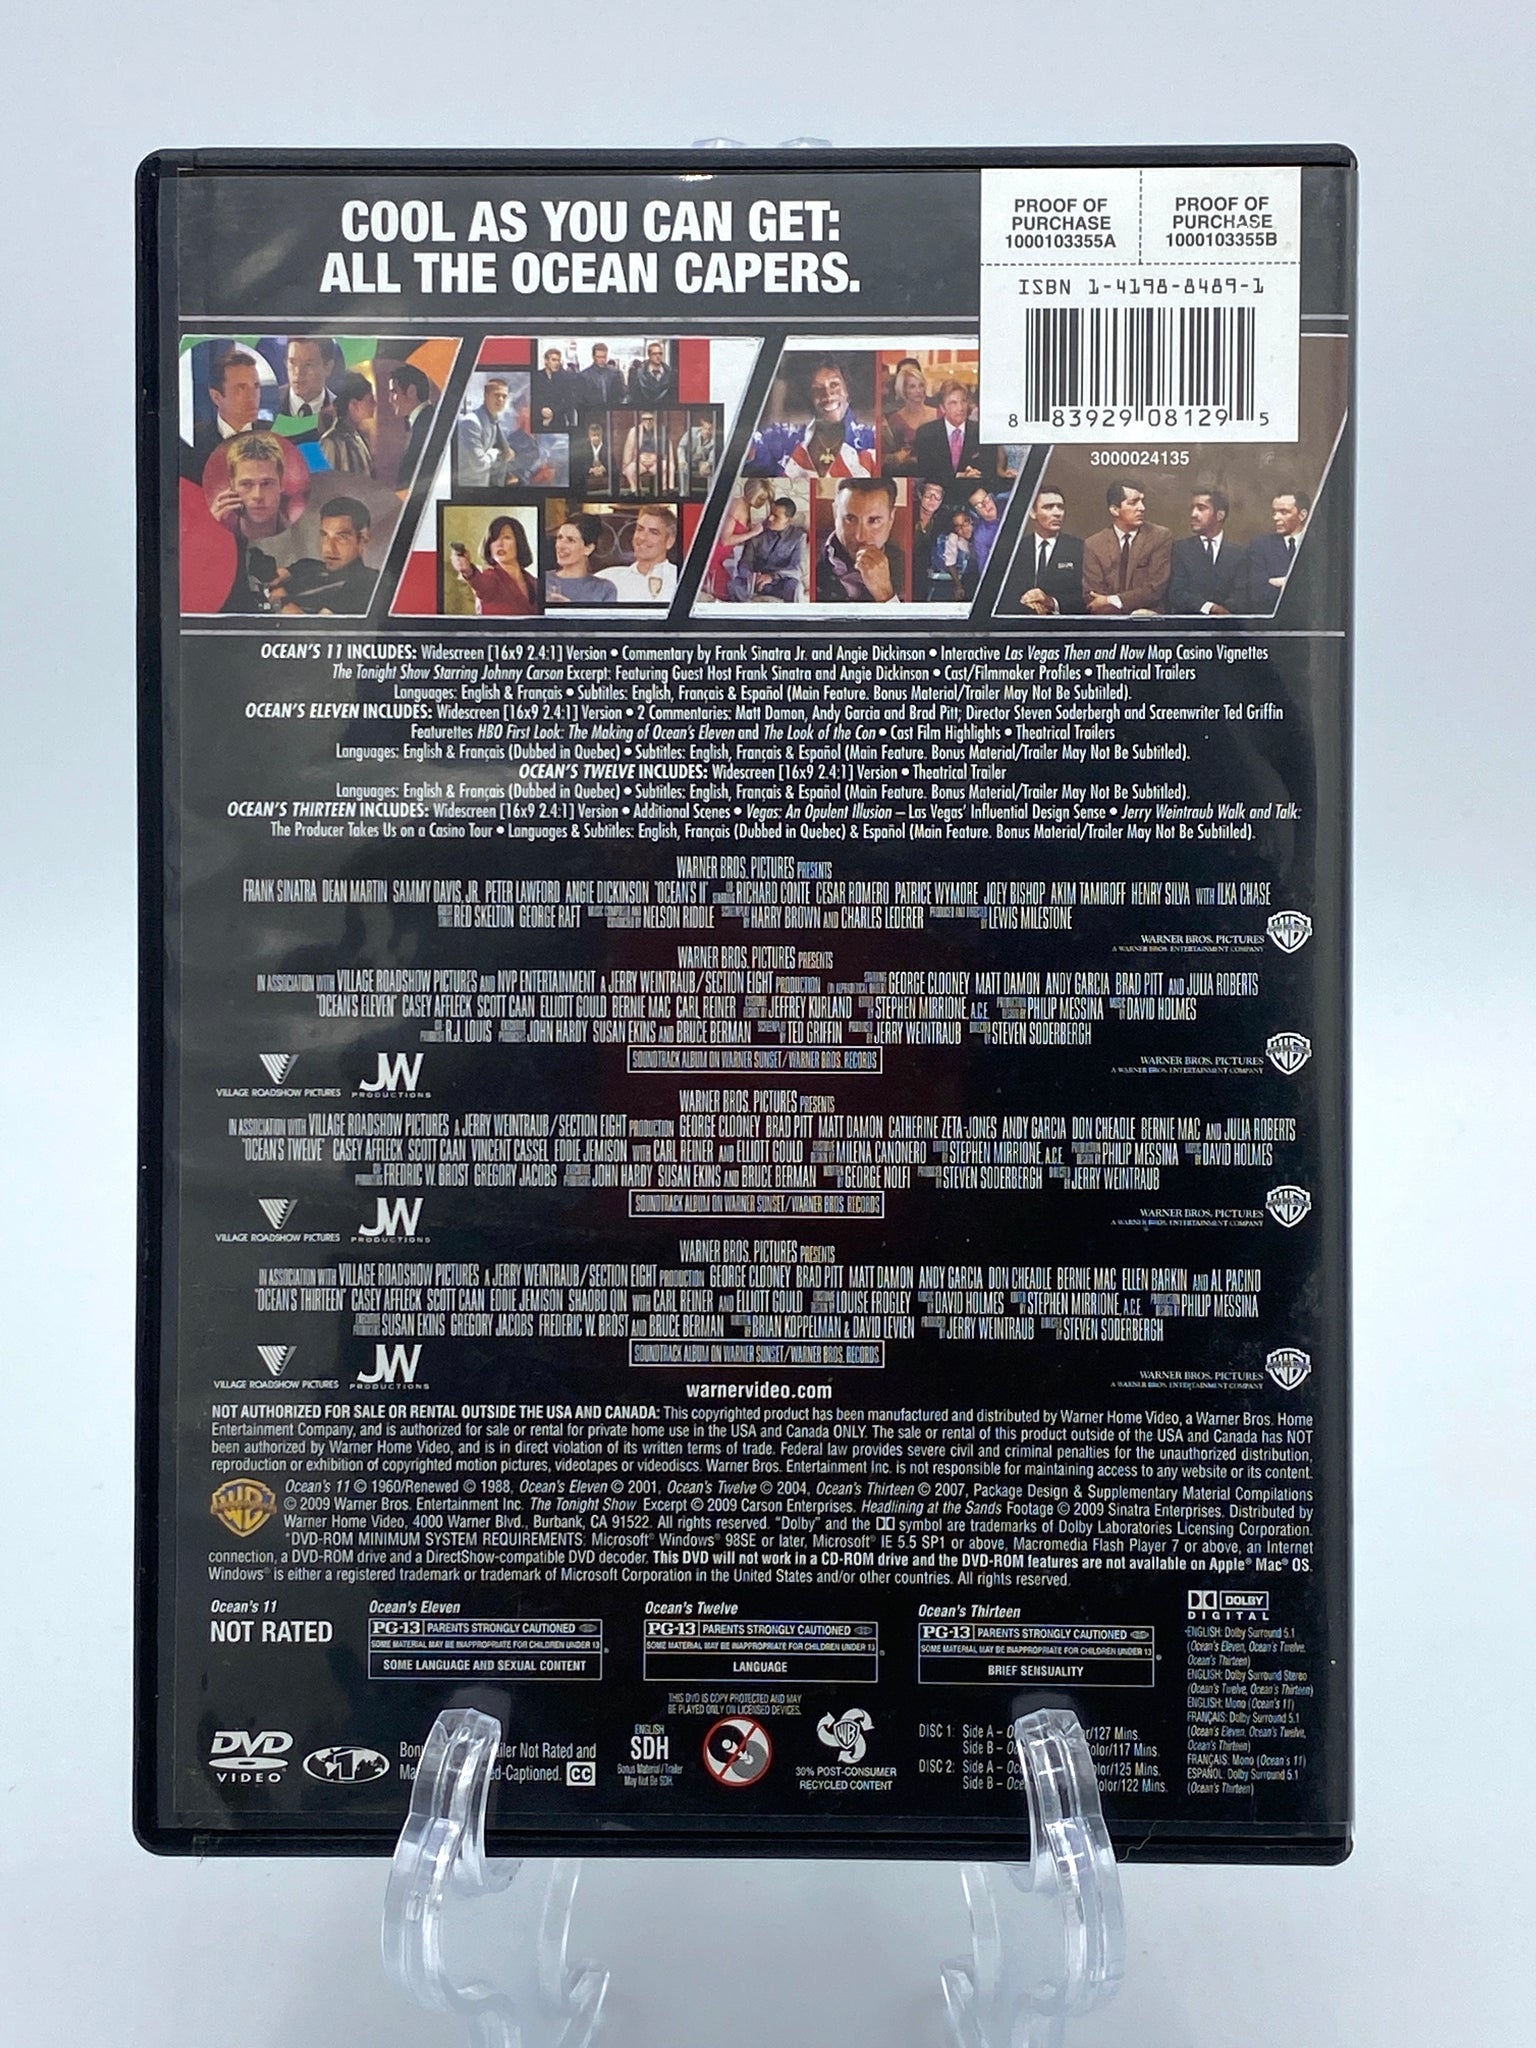 COOL AS YOU CAN GET:
ALL THE OCEAN CAPERS.
PROOF OF PURCHASE 1000103355A
PROOF OF PURCHASE 1000103355B
ISBN 1-4198-8489-1
8 83929 08129 5
3000024135
OCEAN'S 11 INCLUDES: Widescreen [16x9 2.4:1] Version • Commentary by Frank Sinatra Jr. and Angie Dickinson • Interactive Las Vegas Then and Now Map Casino Vignettes
The Tonight Show Starring Johnny Carson Excerpt: Featuring Guest Host Frank Sinatra and Angie Dickinson • Cast/Filmmaker Profiles • Theatrical Trailers
Languages: English & Français • Subtitles: English, Français & Español (Main Feature. Bonus Material/Trailer May Not Be Subtitled).
OCEAN'S ELEVEN INCLUDES: Widescreen [16x9 2.4:1] Version • 2 Commentaries: Matt Damon, Andy Garcia and Brad Pitt; Director Steven Soderbergh and Screenwriter Ted Griffin
Featurettes HBO First Look: The Making of Ocean's Eleven and The Look of the Con • Cast Film Highlights • Theatrical Trailers
Languages: English & Français (Dubbed in Quebec) • Subtitles: English, Français & Español (Main Feature. Bonus Material/Trailer May Not Be Subtitled).
OCEAN'S TWELVE INCLUDES: Widescreen [16x9 2.4:1] Version • Theatrical Trailer
Languages: English & Français (Dubbed in Quebec) • Subtitles: English, Français & Español (Main Feature. Bonus Material/Trailer May Not Be Subtitled).
OCEAN'S THIRTEEN INCLUDES: Widescreen [16x9 2.4:1] Version • Additional Scenes • Vegas: An Opulent Illusion – Las Vegas' Influential Design Sense • Jerry Weintraub Walk and Talk:
The Producer Takes Us on a Casino Tour • Languages & Subtitles: English, Français (Dubbed in Quebec) & Español (Main Feature. Bonus Material/Trailer May Not Be Subtitled).
WARNER BROS. PICTURES PRESENTS
FRANK SINATRA DEAN MARTIN SAMMY DAVIS, JR. PETER LAWFORD ANGIE DICKINSON "OCEAN'S 11" RICHARD CONTE CESAR ROMERO PATRICE WYMORE JOEY BISHOP AKIM TAMIROFF HENRY SILVA WITH ILKA CHASE
RED SKELTON GEORGE RAFT NELSON RIDDLE HARRY BROWN AND CHARLES LEDERER LEWIS MILESTONE
WARNER BROS. PICTURES
A WARNER BROS. ENTERTAINMENT COMPANY
WARNER BROS. PICTURES PRESENTS
IN ASSOCIATION WITH VILLAGE ROADSHOW PICTURES AND NVP ENTERTAINMENT A JERRY WEINTRAUB/SECTION EIGHT PRODUCTION GEORGE CLOONEY MATT DAMON ANDY GARCIA BRAD PITT AND JULIA ROBERTS
"OCEAN'S ELEVEN" CASEY AFFLECK SCOTT CAAN ELLIOTT GOULD BERNIE MAC CARL REINER JEFFREY KURLAND STEPHEN MIRRIONE, A.C.E. PHILIP MESSINA DAVID HOLMES
R.J. LOUIS JOHN HARDY SUSAN EKINS AND BRUCE BERMAN TED GRIFFIN JERRY WEINTRAUB STEVEN SODERBERGH
SOUNDTRACK ALBUM ON WARNER SUNSET/WARNER BROS. RECORDS
VILLAGE ROADSHOW PICTURES
JW PRODUCTIONS
WARNER BROS. PICTURES
A WARNER BROS. ENTERTAINMENT COMPANY
WARNER BROS. PICTURES PRESENTS
IN ASSOCIATION WITH VILLAGE ROADSHOW PICTURES A JERRY WEINTRAUB/SECTION EIGHT PRODUCTION GEORGE CLOONEY BRAD PITT MATT DAMON CATHERINE ZETA-JONES ANDY GARCIA DON CHEADLE BERNIE MAC AND JULIA ROBERTS
"OCEAN'S TWELVE" CASEY AFFLECK SCOTT CAAN VINCENT CASSEL EDDIE JEMISON WITH CARL REINER AND ELLIOTT GOULD MILENA CANONERO STEPHEN MIRRIONE, A.C.E. PHILIP MESSINA DAVID HOLMES
FREDERIC W. BROST GREGORY JACOBS JOHN HARDY SUSAN EKINS AND BRUCE BERMAN GEORGE NOLFI STEVEN SODERBERGH JERRY WEINTRAUB
SOUNDTRACK ALBUM ON WARNER SUNSET/WARNER BROS. RECORDS
VILLAGE ROADSHOW PICTURES
JW PRODUCTIONS
WARNER BROS. PICTURES
A WARNER BROS. ENTERTAINMENT COMPANY
WARNER BROS. PICTURES PRESENTS
IN ASSOCIATION WITH VILLAGE ROADSHOW PICTURES A JERRY WEINTRAUB/SECTION EIGHT PRODUCTION GEORGE CLOONEY BRAD PITT MATT DAMON ANDY GARCIA DON CHEADLE BERNIE MAC ELLEN BARKIN AND AL PACINO
"OCEAN'S THIRTEEN" CASEY AFFLECK SCOTT CAAN EDDIE JEMISON SHAOBO QIN WITH CARL REINER AND ELLIOTT GOULD LOUISE FROGLEY DAVID HOLMES STEPHEN MIRRIONE, A.C.E. PHILIP MESSINA
SUSAN EKINS GREGORY JACOBS FREDERIC W. BROST AND BRUCE BERMAN BRIAN KOPPELMAN & DAVID LEVIEN JERRY WEINTRAUB STEVEN SODERBERGH
SOUNDTRACK ALBUM ON WARNER SUNSET/WARNER BROS. RECORDS
VILLAGE ROADSHOW PICTURES
JW PRODUCTIONS
WARNER BROS. PICTURES
A WARNER BROS. ENTERTAINMENT COMPANY
warnervideo.com
NOT AUTHORIZED FOR SALE OR RENTAL OUTSIDE THE USA AND CANADA: This copyrighted product has been manufactured and distributed by Warner Home Video, a Warner Bros. Home
Entertainment Company, and is authorized for sale or rental for private home use in the USA and Canada ONLY. The sale or rental of this product outside of the USA and Canada has NOT
been authorized by Warner Home Video, and is in direct violation of its written terms of trade. Federal law provides severe civil and criminal penalties for the unauthorized distribution,
reproduction or exhibition of copyrighted motion pictures, videotapes or videodiscs. Warner Bros. Entertainment Inc. is not responsible for maintaining access to any website or its content.
Ocean's 11 © 1960/Renewed © 1988, Ocean's Eleven © 2001, Ocean's Twelve © 2004, Ocean's Thirteen © 2007, Package Design & Supplementary Material Compilations
© 2009 Warner Bros. Entertainment Inc. The Tonight Show Excerpt © 2009 Carson Enterprises. Headlining at the Sands Footage © 2009 Sinatra Enterprises. Distributed by
Warner Home Video, 4000 Warner Blvd., Burbank, CA 91522. All rights reserved. "Dolby" and the DD symbol are trademarks of Dolby Laboratories Licensing Corporation.
*DVD-ROM MINIMUM SYSTEM REQUIREMENTS: Microsoft® Windows® 98SE or later, Microsoft® IE 5.5 SP1 or above, Macromedia Flash Player 7 or above, an Internet
connection, a DVD-ROM drive and a DirectShow-compatible DVD decoder. This DVD will not work in a CD-ROM drive and the DVD-ROM features are not available on Apple® Mac® OS.
Windows® is either a registered trademark or trademark of Microsoft Corporation in the United States and/or other countries. All rights reserved.
Ocean's 11
NOT RATED
Ocean's Eleven
PG-13 PARENTS STRONGLY CAUTIONED
SOME MATERIAL MAY BE INAPPROPRIATE FOR CHILDREN UNDER 13
SOME LANGUAGE AND SEXUAL CONTENT
Ocean's Twelve
PG-13 PARENTS STRONGLY CAUTIONED
SOME MATERIAL MAY BE INAPPROPRIATE FOR CHILDREN UNDER 13
LANGUAGE
Ocean's Thirteen
PG-13 PARENTS STRONGLY CAUTIONED
SOME MATERIAL MAY BE INAPPROPRIATE FOR CHILDREN UNDER 13
BRIEF SENSUALITY
DOLBY
DIGITAL
ENGLISH: Dolby Surround 5.1
(Ocean's Eleven, Ocean's Twelve,
Ocean's Thirteen)
ENGLISH: Dolby Surround Stereo
(Ocean's Twelve, Ocean's Thirteen)
ENGLISH: Mono (Ocean's 11)
FRANÇAIS: Dolby Surround 5.1
(Ocean's Eleven, Ocean's Twelve,
Ocean's Thirteen)
FRANÇAIS: Mono (Ocean's 11)
ESPAÑOL: Dolby Surround 5.1
(Ocean's Thirteen)
DVD
VIDEO
1
Not Rated and
-Captioned. CC
ENGLISH
SDH
Bonus Material/Trailer
May Not Be SDH.
THIS DVD IS COPY PROTECTED AND MAY
BE PLAYED ONLY ON LICENSED DEVICES.
30% POST-CONSUMER
RECYCLED CONTENT
DISC 1: Side A – /127 Mins.
Side B – /117 Mins.
DISC 2: Side A – /125 Mins.
Side B – /122 Mins.